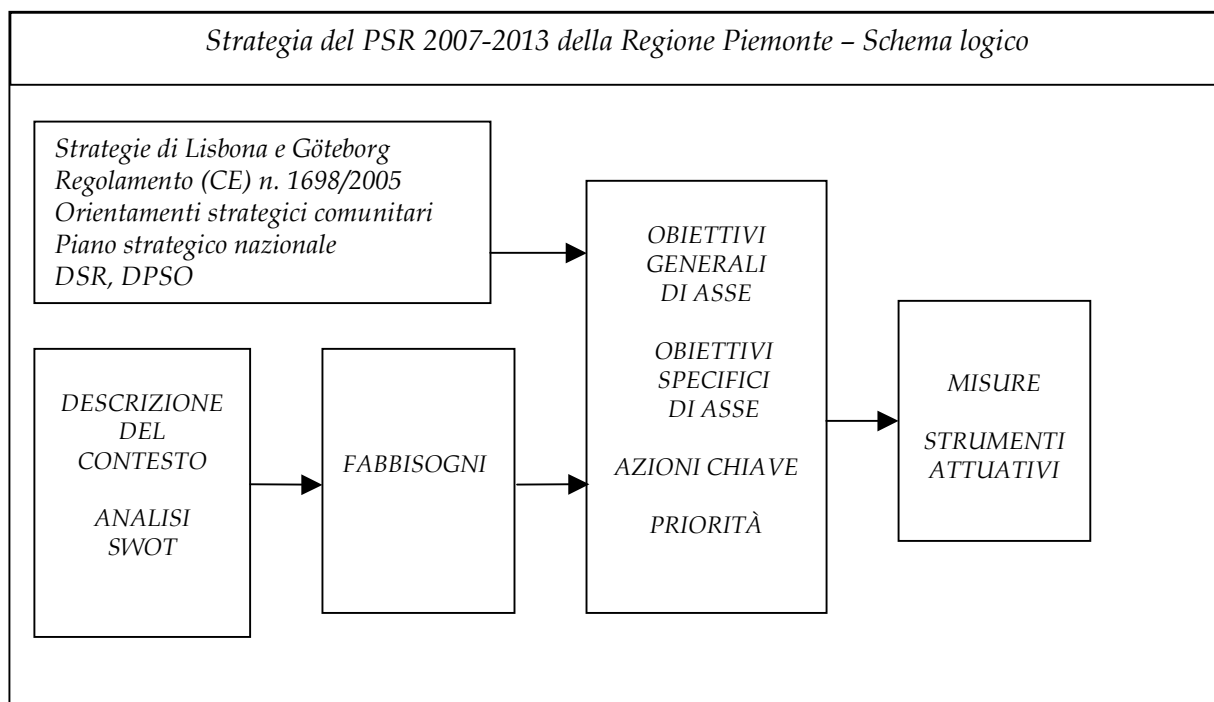 Strategia del PSR 2007-2013 della Regione Piemonte – Schema logico
Strategie di Lisbona e Göteborg
Regolamento (CE) n. 1698/2005
Orientamenti strategici comunitari
Piano strategico nazionale
DSR, DPSO
DESCRIZIONE
DEL
CONTESTO
ANALISI
SWOT
FABBISOGNI
OBIETTIVI
GENERALI
DI ASSE
OBIETTIVI
SPECIFICI
DI ASSE
AZIONI CHIAVE
PRIORITÀ
MISURE
STRUMENTI
ATTUATIVI